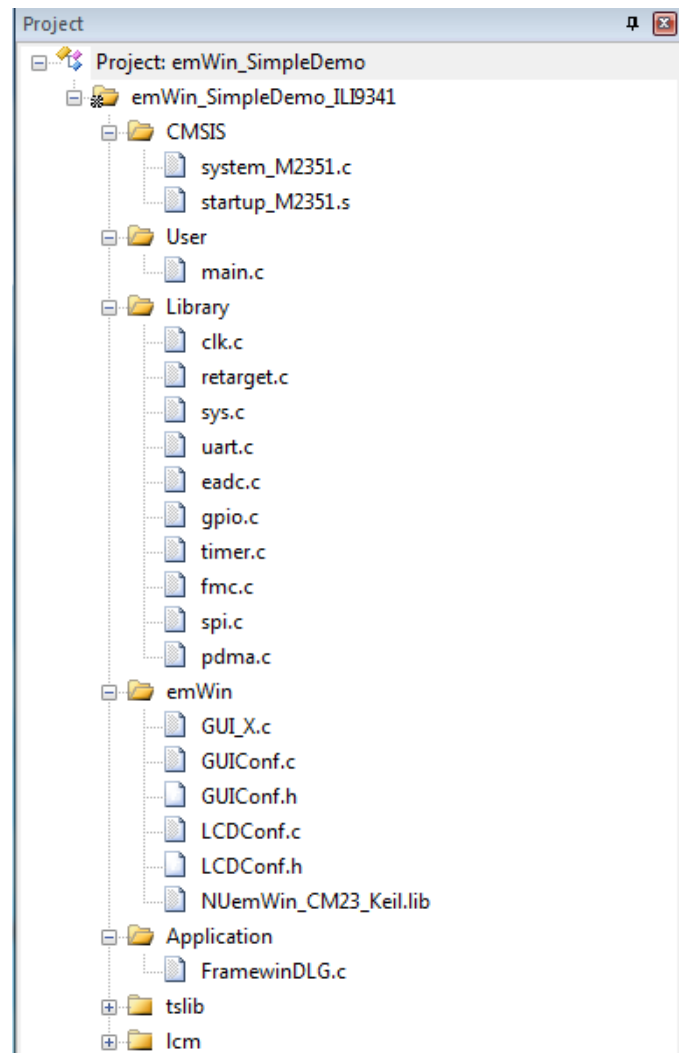 Project
Project: emWin_SimpleDemo
emWin_SimpleDemo_ILI9341
CMSIS
system_M2351.c
startup_M2351.s
User
main.c
Library
clk.c
retarget.c
sys.c
uart.c
eadc.c
gpio.c
timer.c
fmc.c
spi.c
pdma.c
emWin
GUI_X.c
GUIConf.c
GUIConf.h
LCDConf.c
LCDConf.h
NUemWin_CM23_Keil.lib
Application
FramewinDLG.c
tslib
lcm